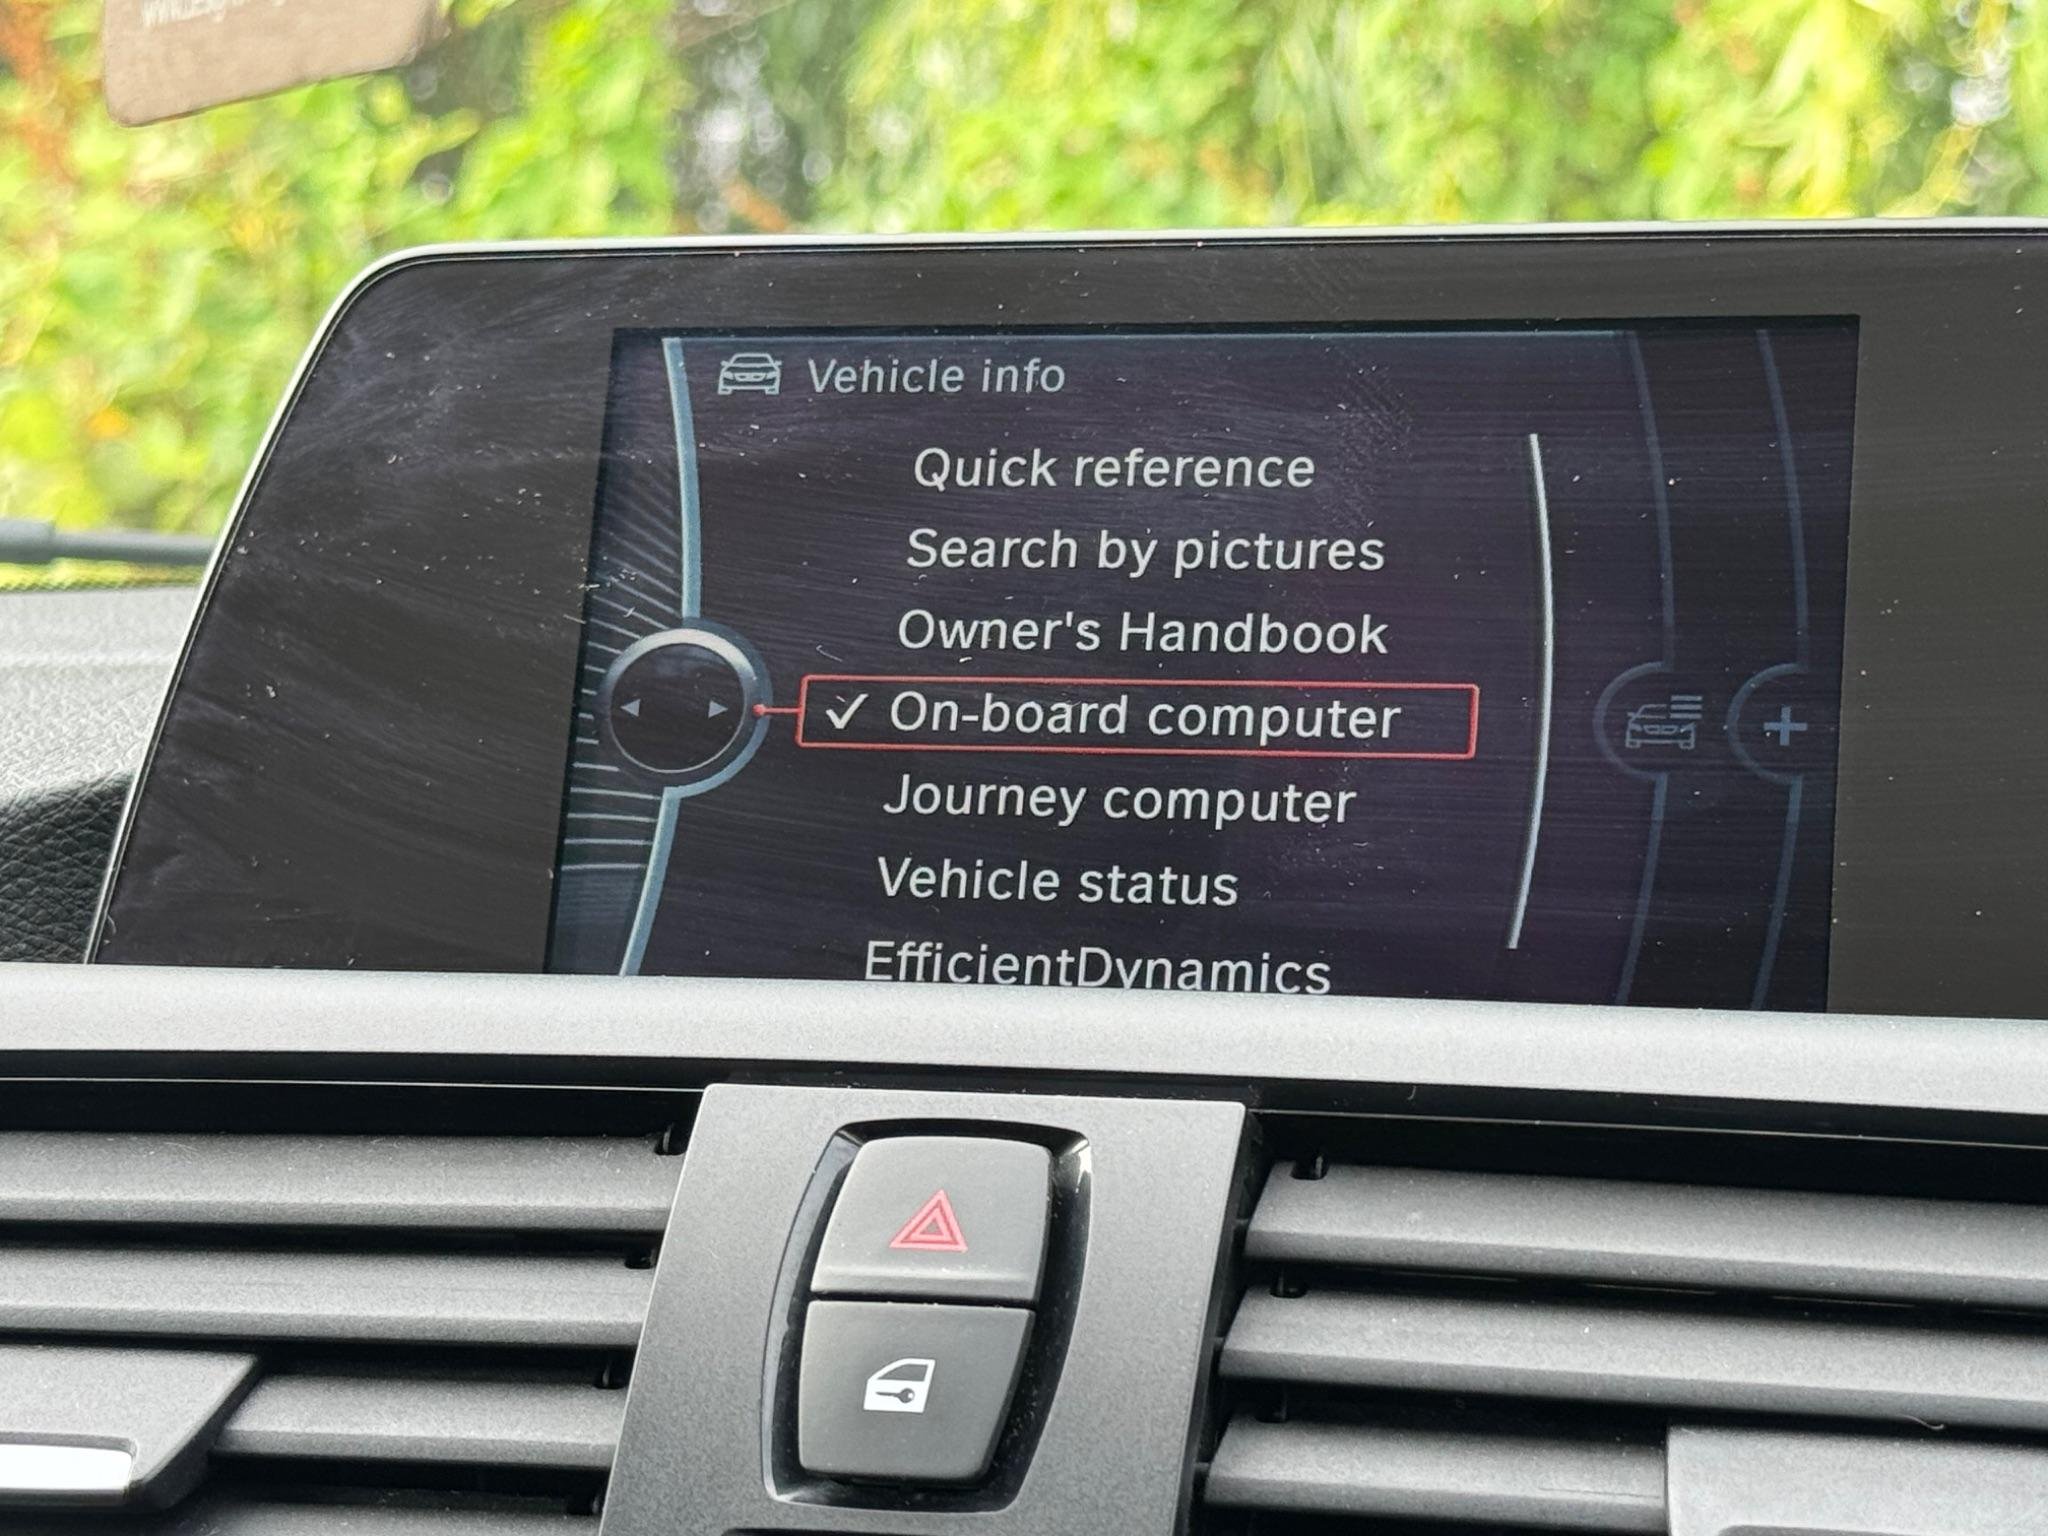 Vehicle info
Quick reference
Search by pictures
Owner's Handbook
✓ On-board computer
Journey computer
Vehicle status
EfficientDynamics